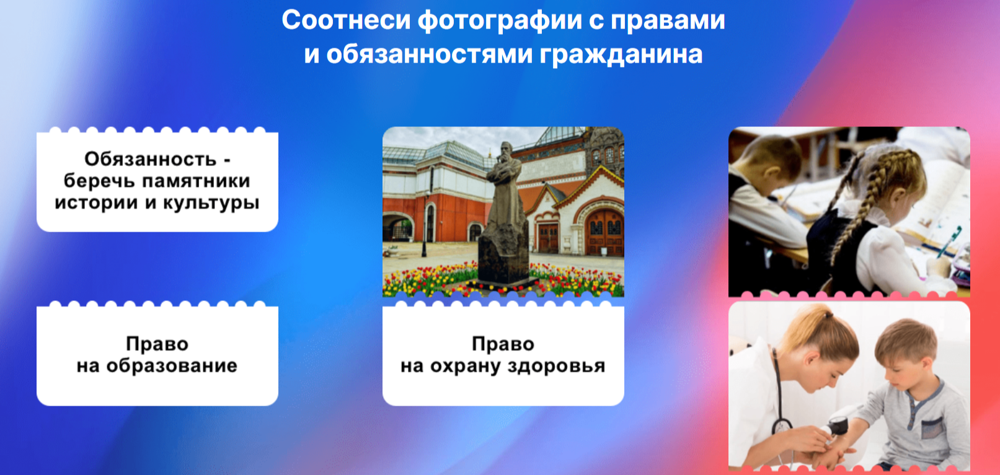 Соотнеси фотографии с правами
и обязанностями гражданина
Обязанность -
беречь памятники
истории и культуры
Право
на образование
Право
на охрану здоровья